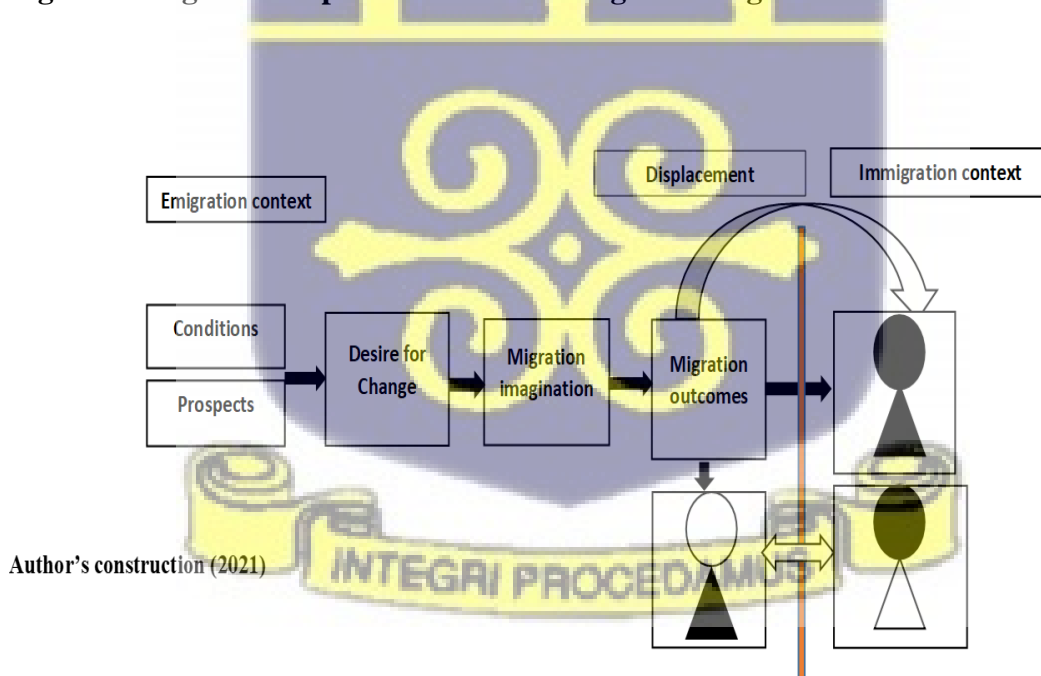 Displacement
Immigration context
Emigration context
Conditions
Prospects
Desire for
Change
Migration
imagination
Migration
outcomes
Author's construction (2021)
INTEGRI PROCEDAMUS